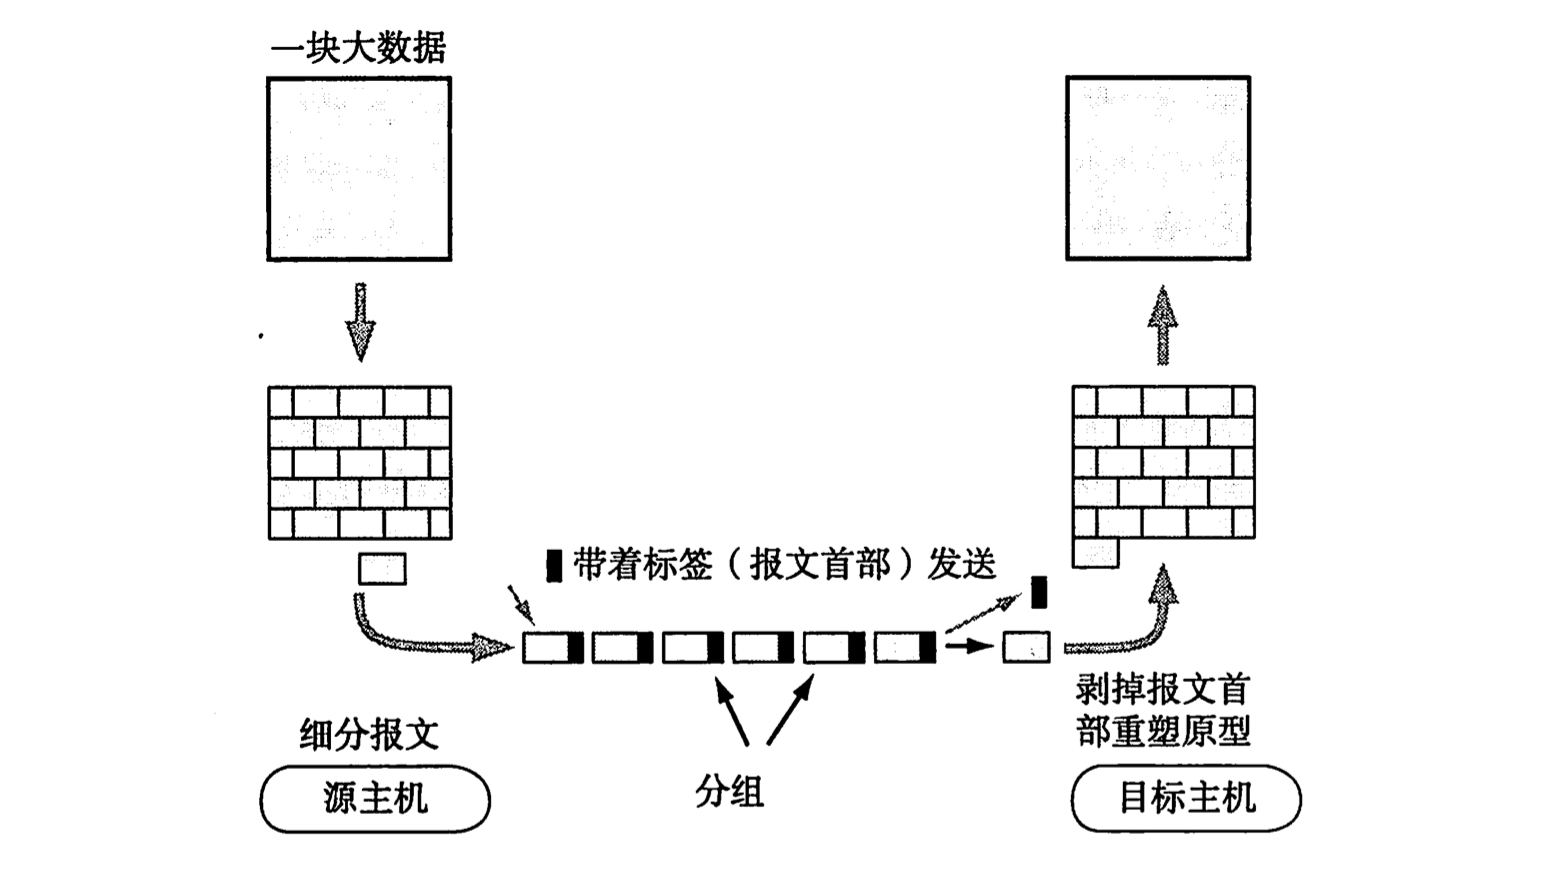 一块大数据
带着标签（报文首部）发送
细分报文
源主机
分组
剥掉报文首
部重塑原型
目标主机